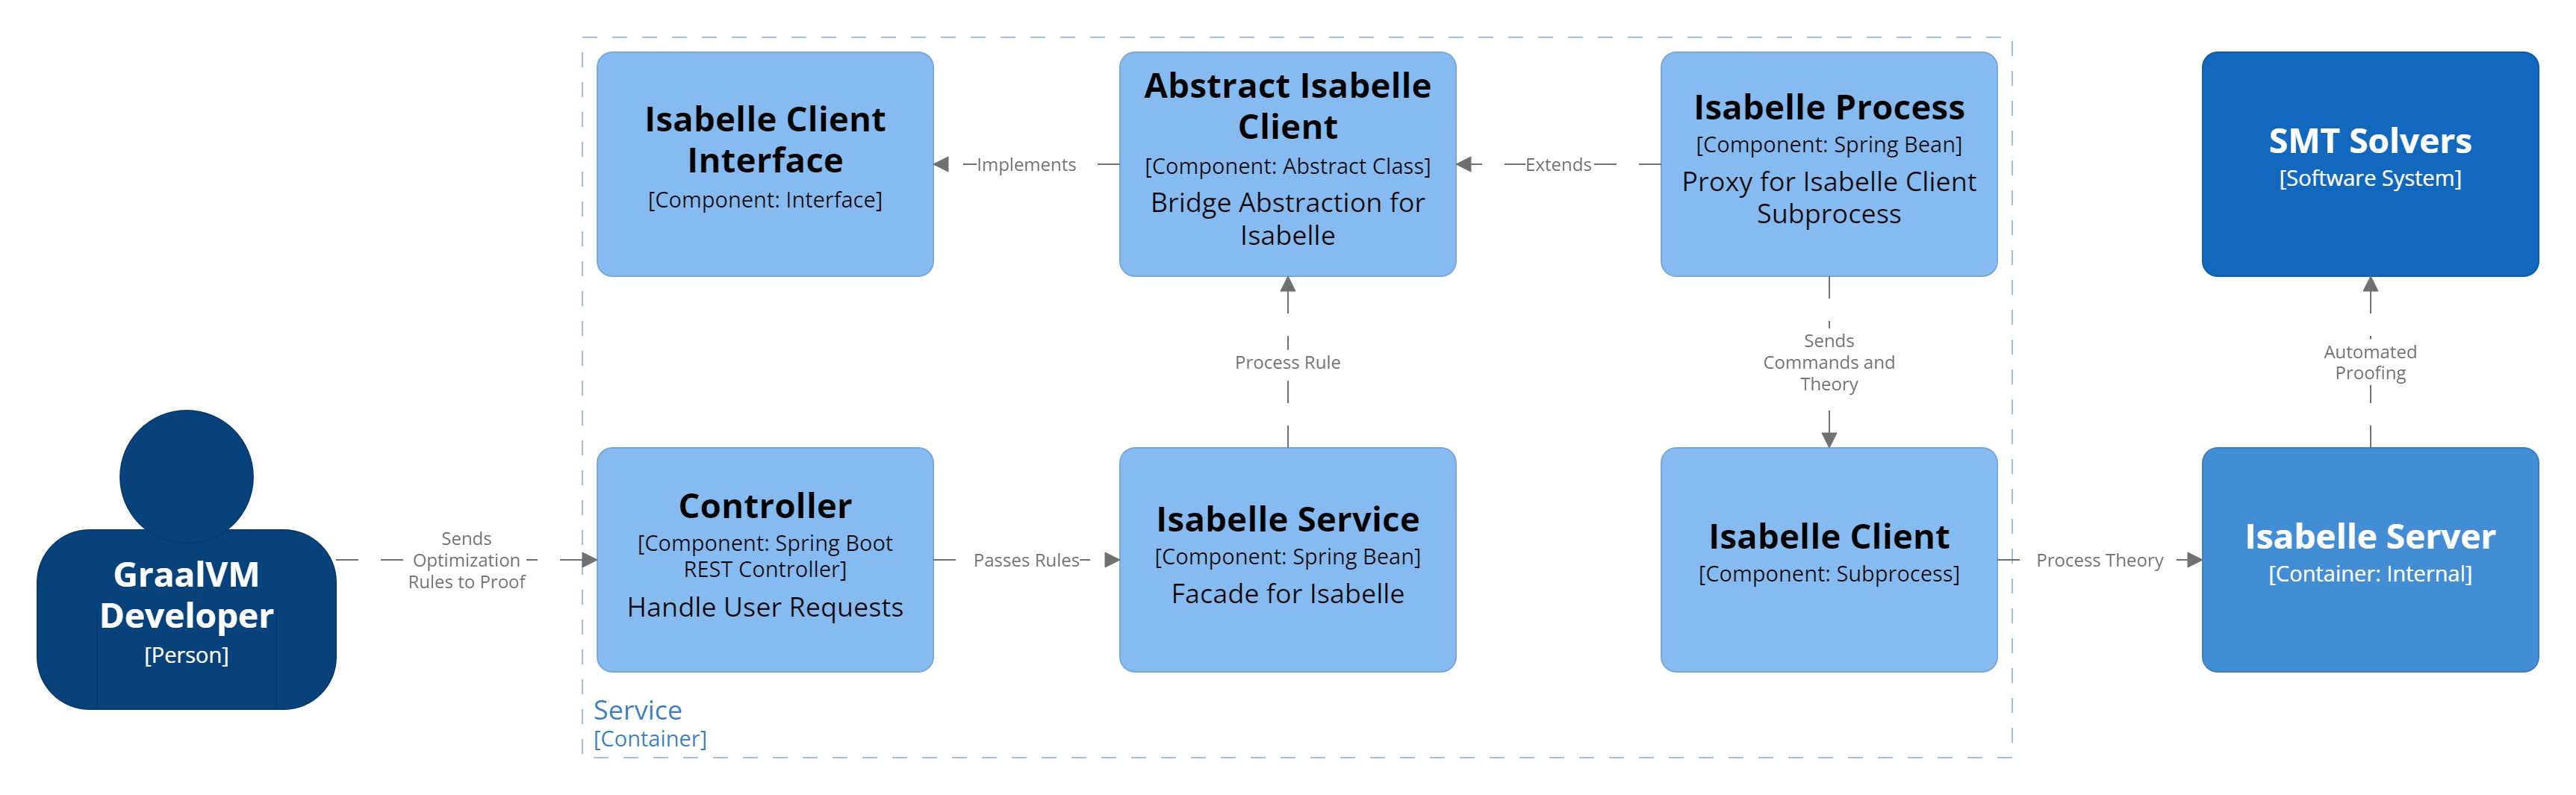 Isabelle Client
Interface
[Component: Interface]
Implements
Abstract Isabelle
Client
[Component: Abstract Class]
Bridge Abstraction for
Isabelle
Extends
Isabelle Process
[Component: Spring Bean]
Proxy for Isabelle Client
Subprocess
SMT Solvers
[Software System]
Process Rule
Sends
Commands and
Theory
Automated
Proofing
GraalVM
Developer
[Person]
Sends
Optimization
Rules to Proof
Controller
[Component: Spring Boot
REST Controller]
Handle User Requests
Passes Rules
Isabelle Service
[Component: Spring Bean]
Facade for Isabelle
Isabelle Client
[Component: Subprocess]
Process Theory
Isabelle Server
[Container: Internal]
Service
[Container]